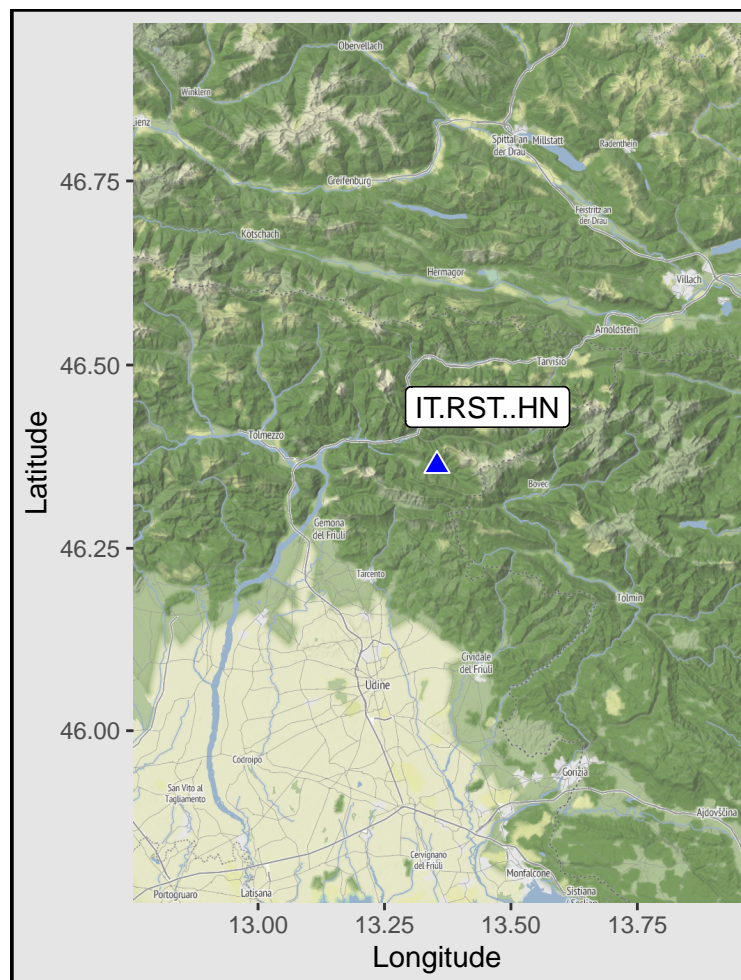 Obervellach
Winklern
Lienz
Spittal an
der Drau
Millstatt
Radenthein
46.75
Greifenburg
Feistritz an
der Drau
Kötschach
Hermagor
Villach
Arnoldstein
46.50
Tarvisio
IT.RST..HN
Tolmezzo
Latitude
Bovec
46.25
Gemona
del Friuli
Tarcento
Tolmin
Cividale
del Friuli
Udine
46.00
Codroipo
Gorizia
San Vito al
Tagliamento
Ajdovščina
Cervignano
del Friuli
Monfalcone
Portogruaro
Latisana
Sistiana
13.00
13.25
13.50
13.75
Longitude